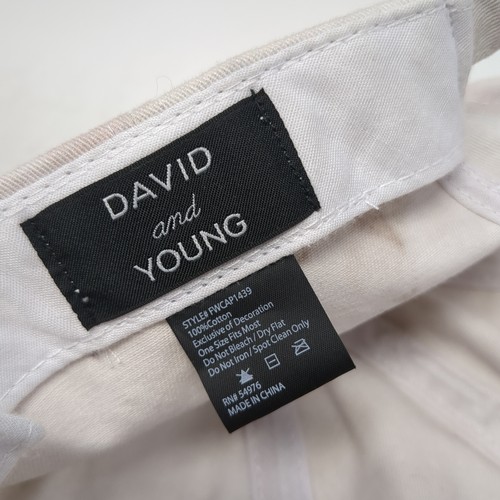 DAVID
and
YOUNG
STYLE# FWCAP1439
100%Cotton
Exclusive of Decoration
One Size Fits Most
Do Not Bleach/ Dry Flat
Do Not Iron/ Spot Clean Only
RN# 54976
MADE IN CHINA